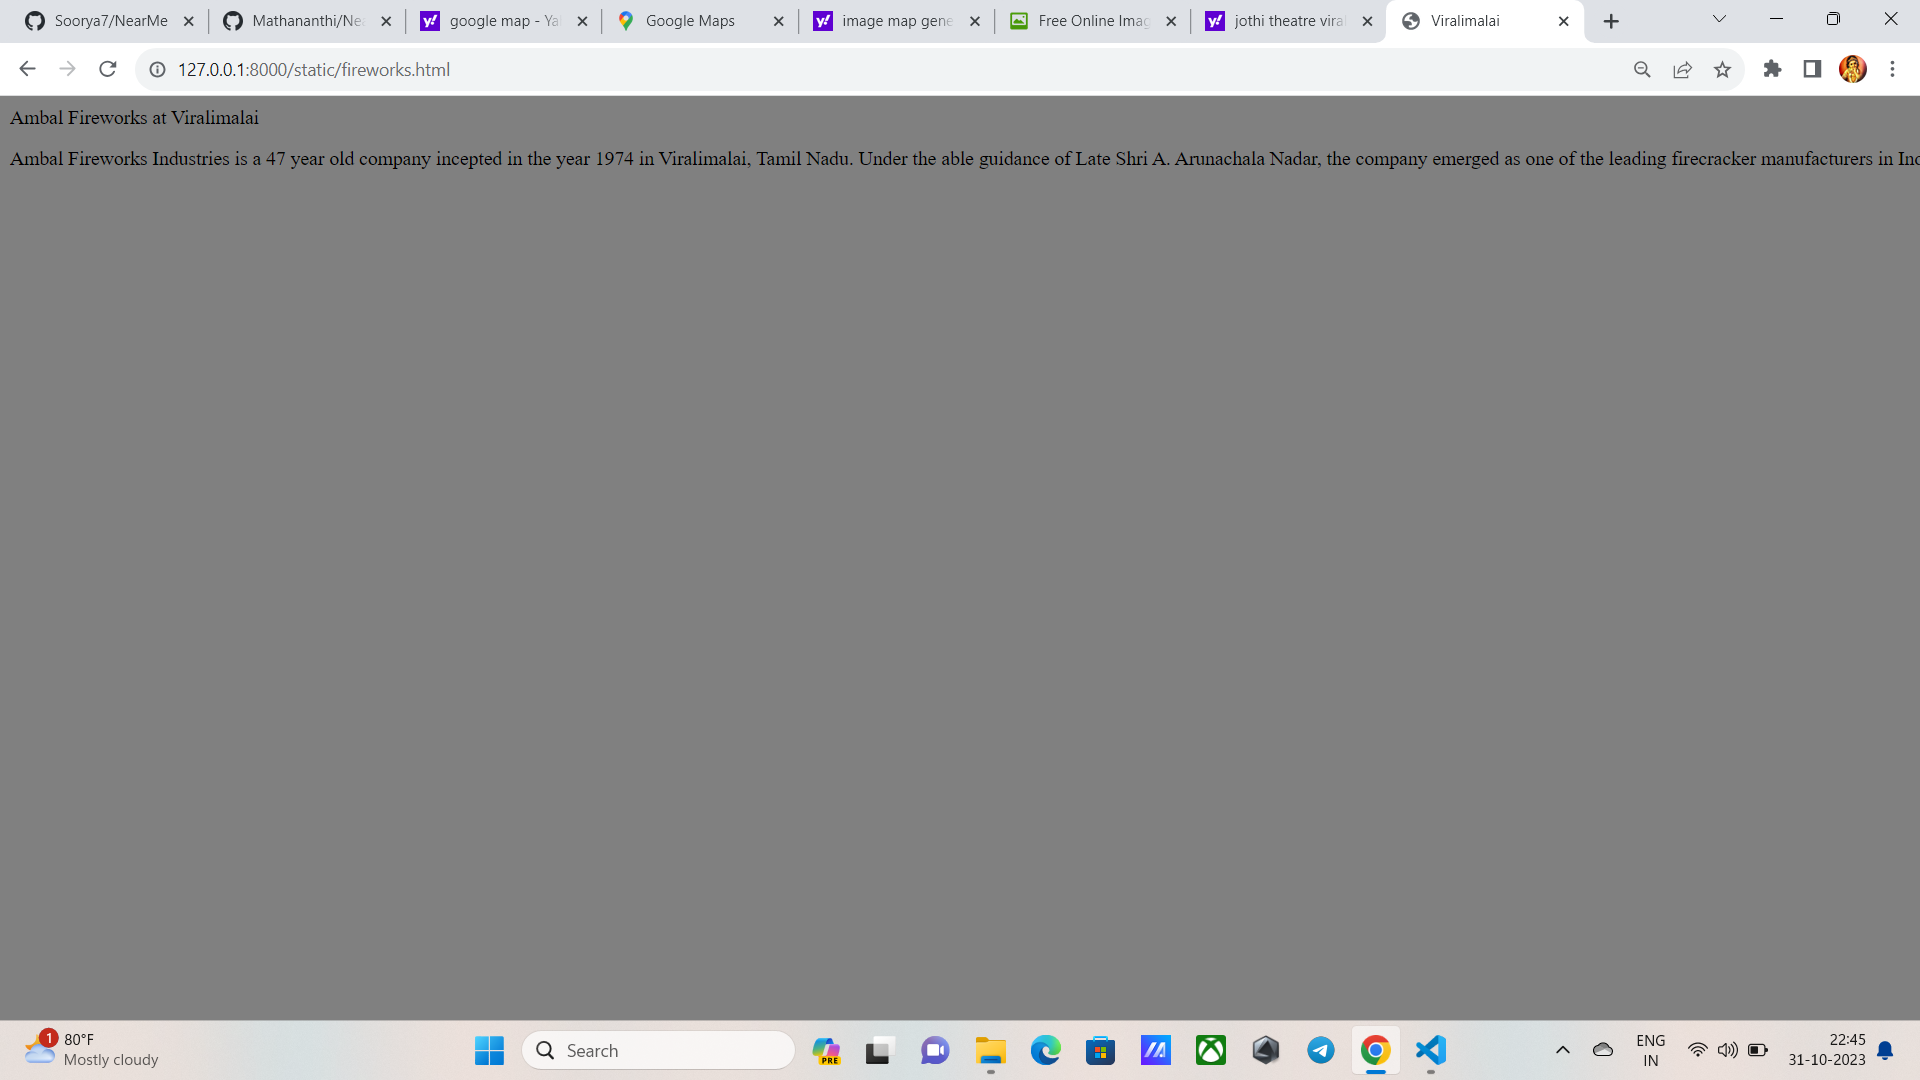 Soorya7/NearMe
Mathananthi/Ne
google map - Ya
Google Maps
image map gene
Free Online Imag
jothi theatre viral
Viralimalai
127.0.0.1:8000/static/fireworks.html
Ambal Fireworks at Viralimalai
Ambal Fireworks Industries is a 47 year old company incepted in the year 1974 in Viralimalai, Tamil Nadu. Under the able guidance of Late Shri A. Arunachala Nadar, the company emerged as one of the leading firecracker manufacturers in Ind
1
80°F
Mostly cloudy
Search
PRE
ENG
IN
22:45
31-10-2023